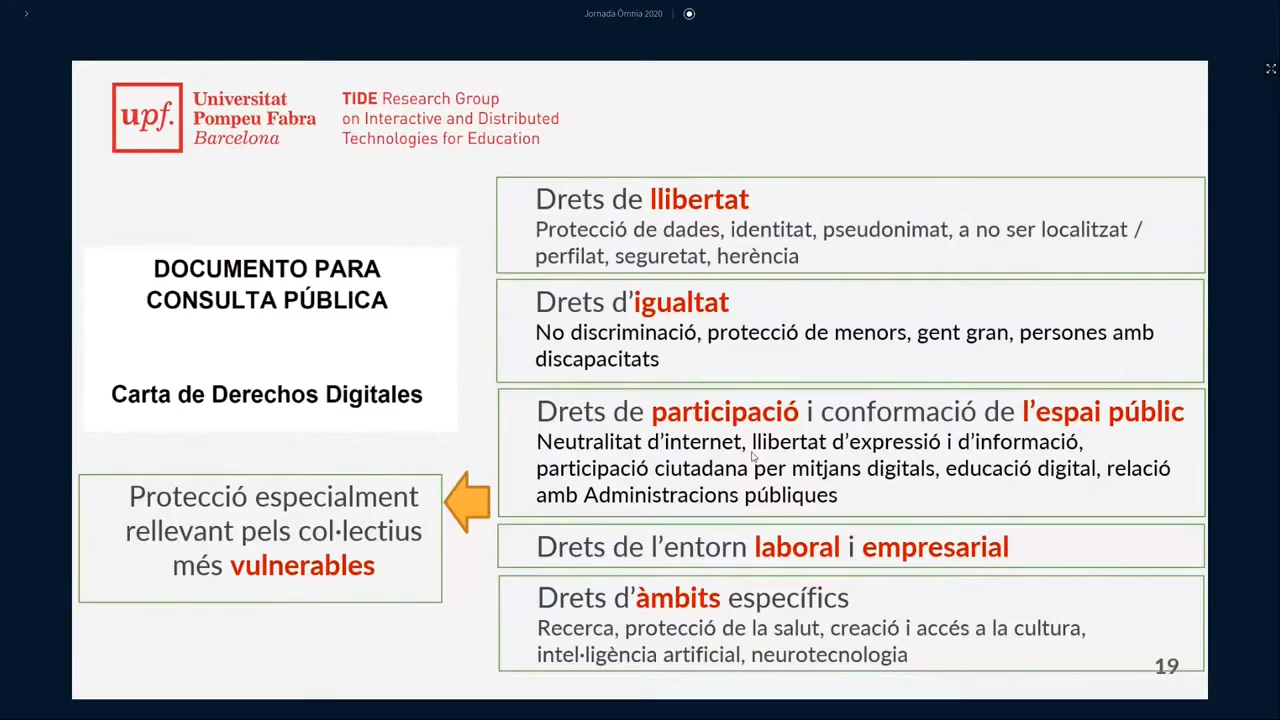 Jornada Òmnia 2020
upf.
Universitat
Pompeu Fabra
Barcelona
TIDE Research Group
on Interactive and Distributed
Technologies for Education
DOCUMENTO PARA
CONSULTA PÚBLICA
Carta de Derechos Digitales
Protecció especialment
rellevant pels col·lectius
més vulnerables
Drets de llibertat
Protecció de dades, identitat, pseudonimat, a no ser localitzat /
perfilat, seguretat, herència
Drets d’igualtat
No discriminació, protecció de menors, gent gran, persones amb
discapacitats
Drets de participació i conformació de l’espai públic
Neutralitat d’internet, llibertat d’expressió i d’informació,
participació ciutadana per mitjans digitals, educació digital, relació
amb Administracions públiques
Drets de l’entorn laboral i empresarial
Drets d’àmbits específics
Recerca, protecció de la salut, creació i accés a la cultura,
intel·ligència artificial, neurotecnologia
19